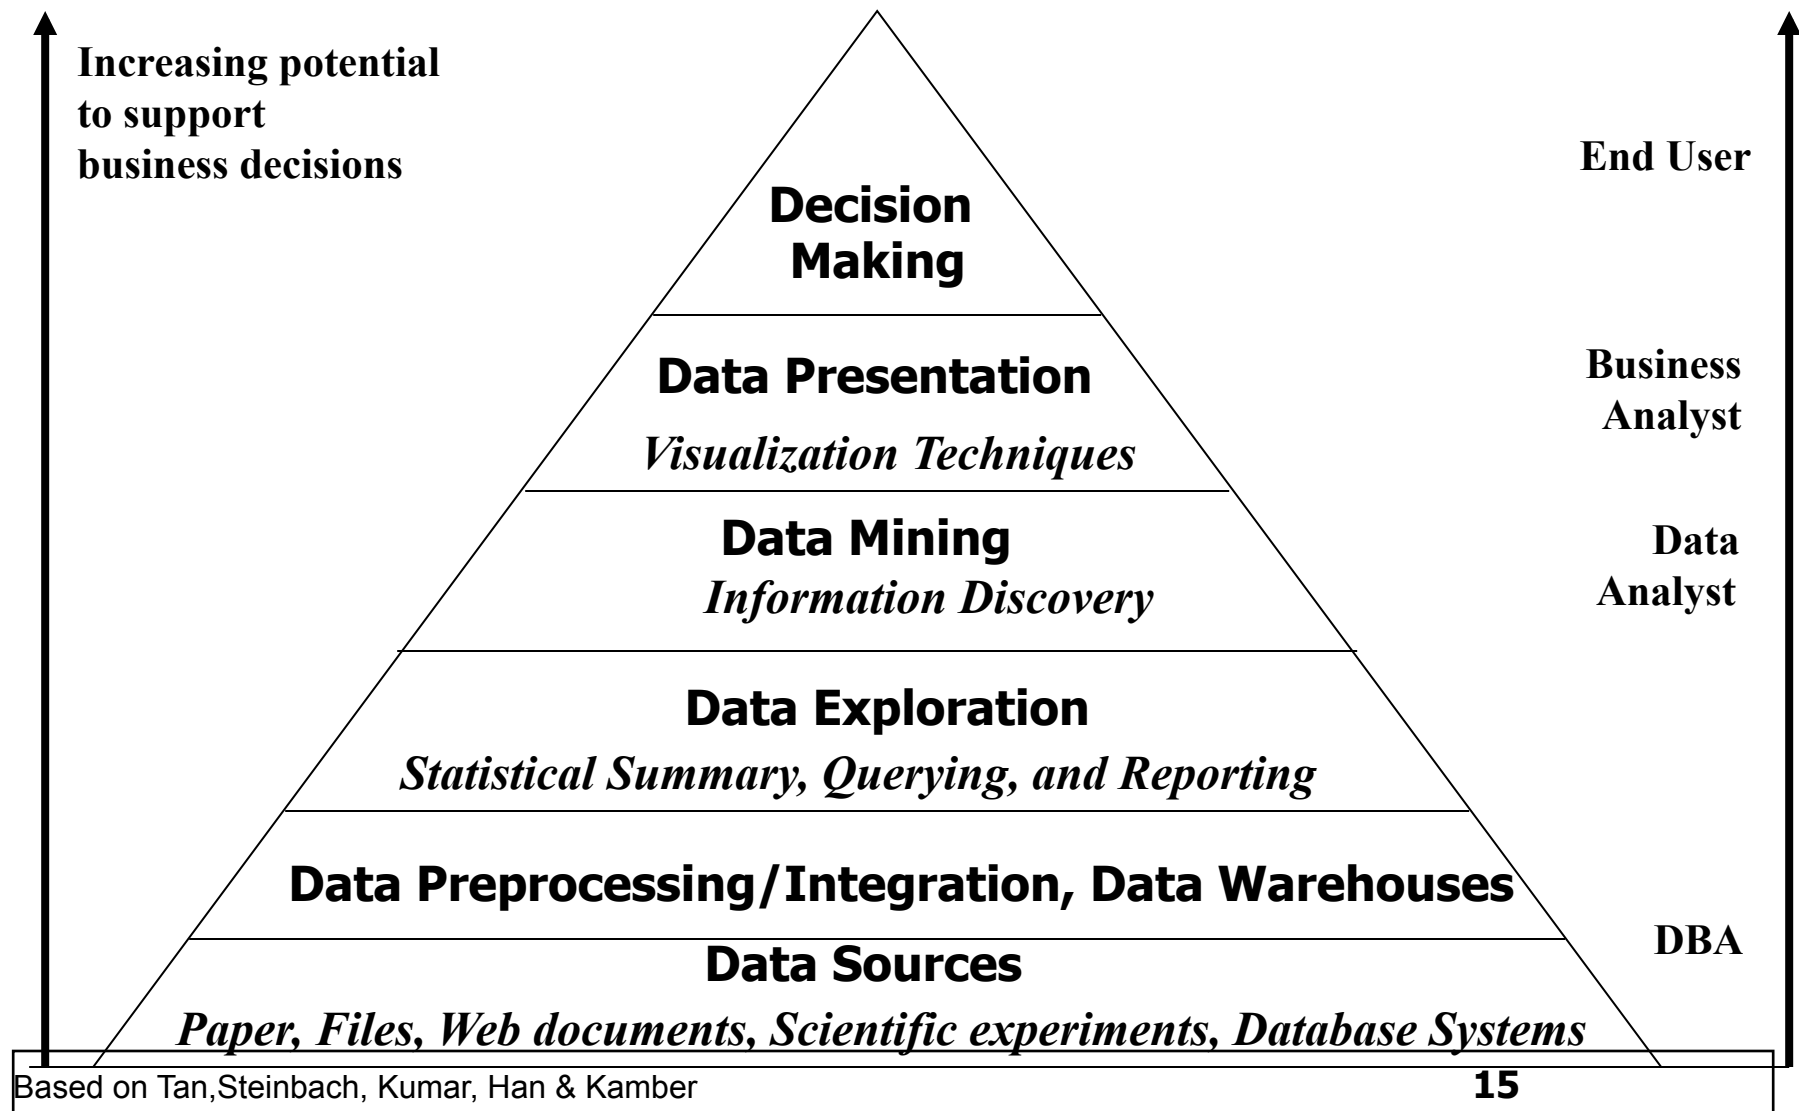 Increasing potential
to support
business decisions
End User
Decision
Making
Data Presentation
Visualization Techniques
Business
Analyst
Data Mining
Information Discovery
Data
Analyst
Data Exploration
Statistical Summary, Querying, and Reporting
Data Preprocessing/Integration, Data Warehouses
DBA
Data Sources
Paper, Files, Web documents, Scientific experiments, Database Systems
Based on Tan,Steinbach, Kumar, Han & Kamber
15